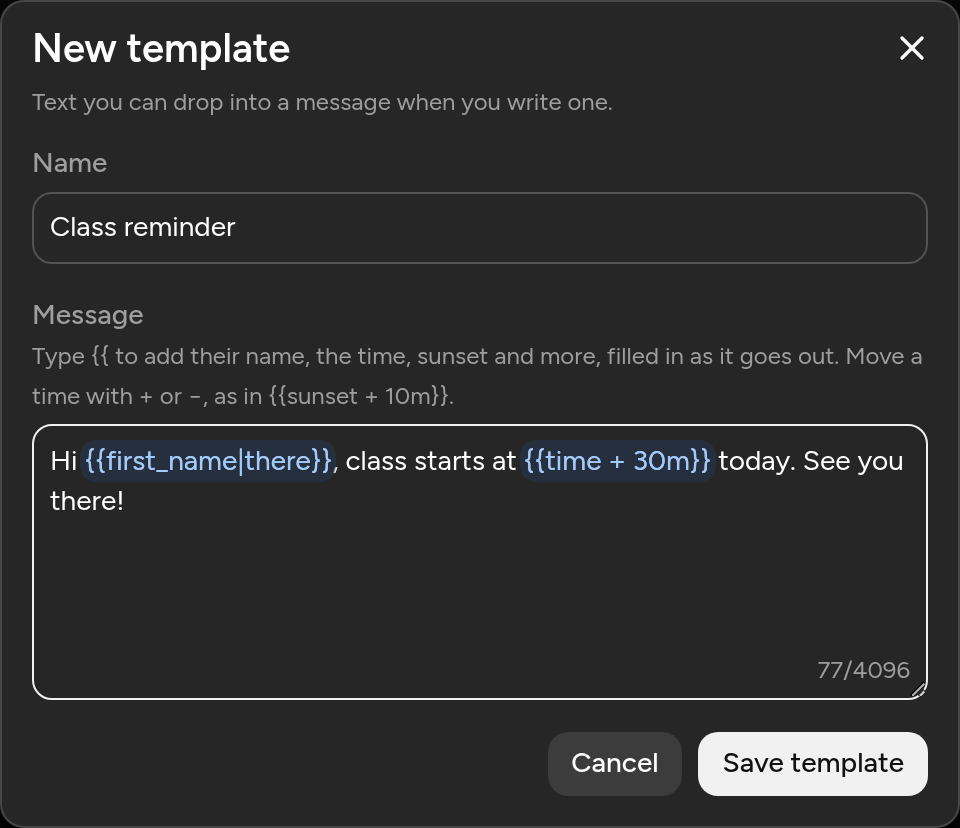 New template
Text you can drop into a message when you write one.
Name
Class reminder
Message
Type {{ to add their name, the time, sunset and more, filled in as it goes out. Move a
time with + or −, as in {{sunset + 10m}}.
Hi {{first_name|there}}, class starts at {{time + 30m}} today. See you
there!
77/4096
Cancel
Save template